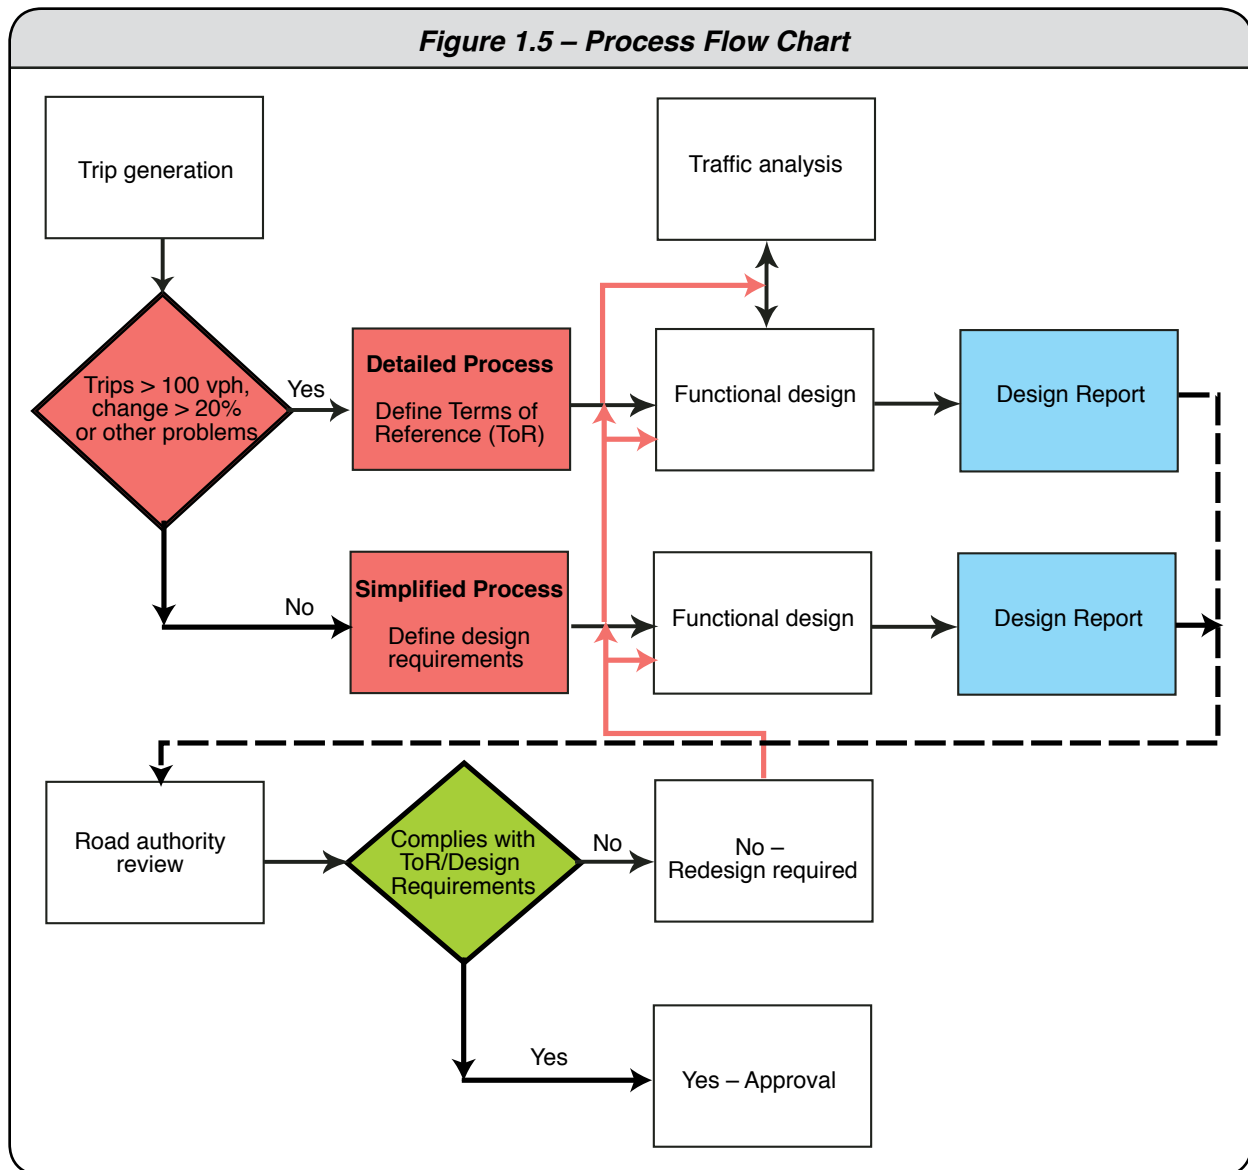 Figure 1.5 – Process Flow Chart
Trip generation
Traffic analysis
Trips > 100 vph,
change > 20%
or other problems
Yes
Detailed Process
Define Terms of
Reference (ToR)
Functional design
Design Report
No
Simplified Process
Define design
requirements
Functional design
Design Report
Road authority
review
Complies with
ToR/Design
Requirements
No
No –
Redesign required
Yes
Yes – Approval